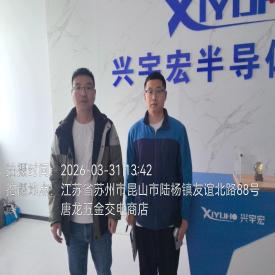 XIYUHO
兴宇宏半导体
拍摄时间：2026-03-31 13:42
拍摄地点：江苏省苏州市昆山市陆杨镇友谊北路88号
唐龙五金交电商店
XIYUHO 兴宇宏